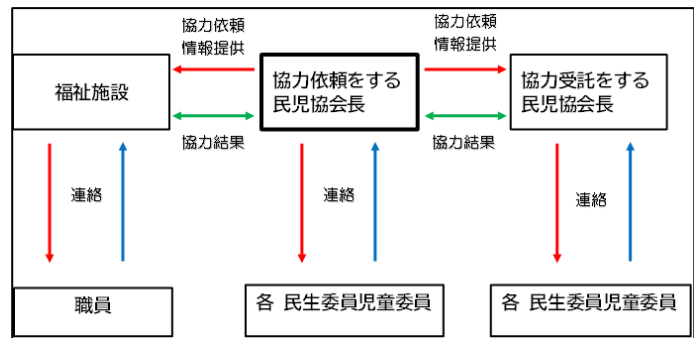 協力依頼
情報提供
協力依頼
情報提供
福祉施設
協力依頼をする
民児協会長
協力受託をする
民児協会長
協力結果
協力結果
連絡
連絡
連絡
職員
各 民生委員児童委員
各 民生委員児童委員